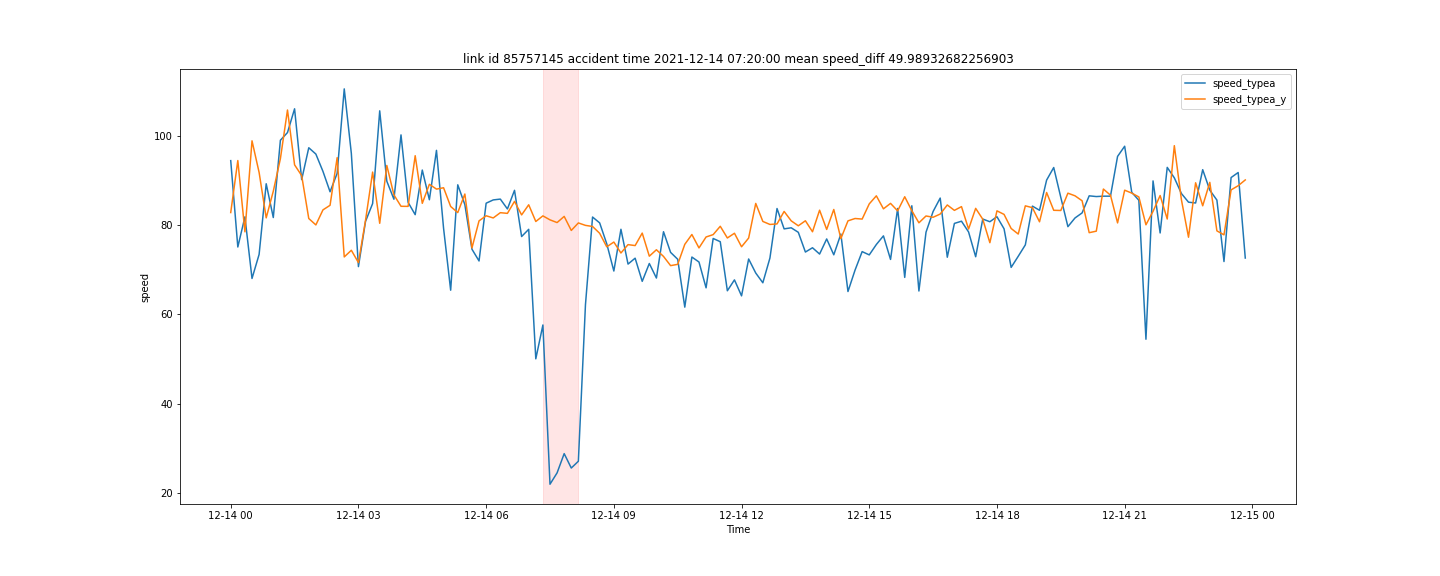 link id 85757145 accident time 2021-12-14 07:20:00 mean speed_diff 49.98932682256903
speed_typea
speed_typea_y
100
80
60
40
20
speed
12-14 00 12-14 03 12-14 06 12-14 09 12-14 12 12-14 15 12-14 18 12-14 21 12-15 00
Time